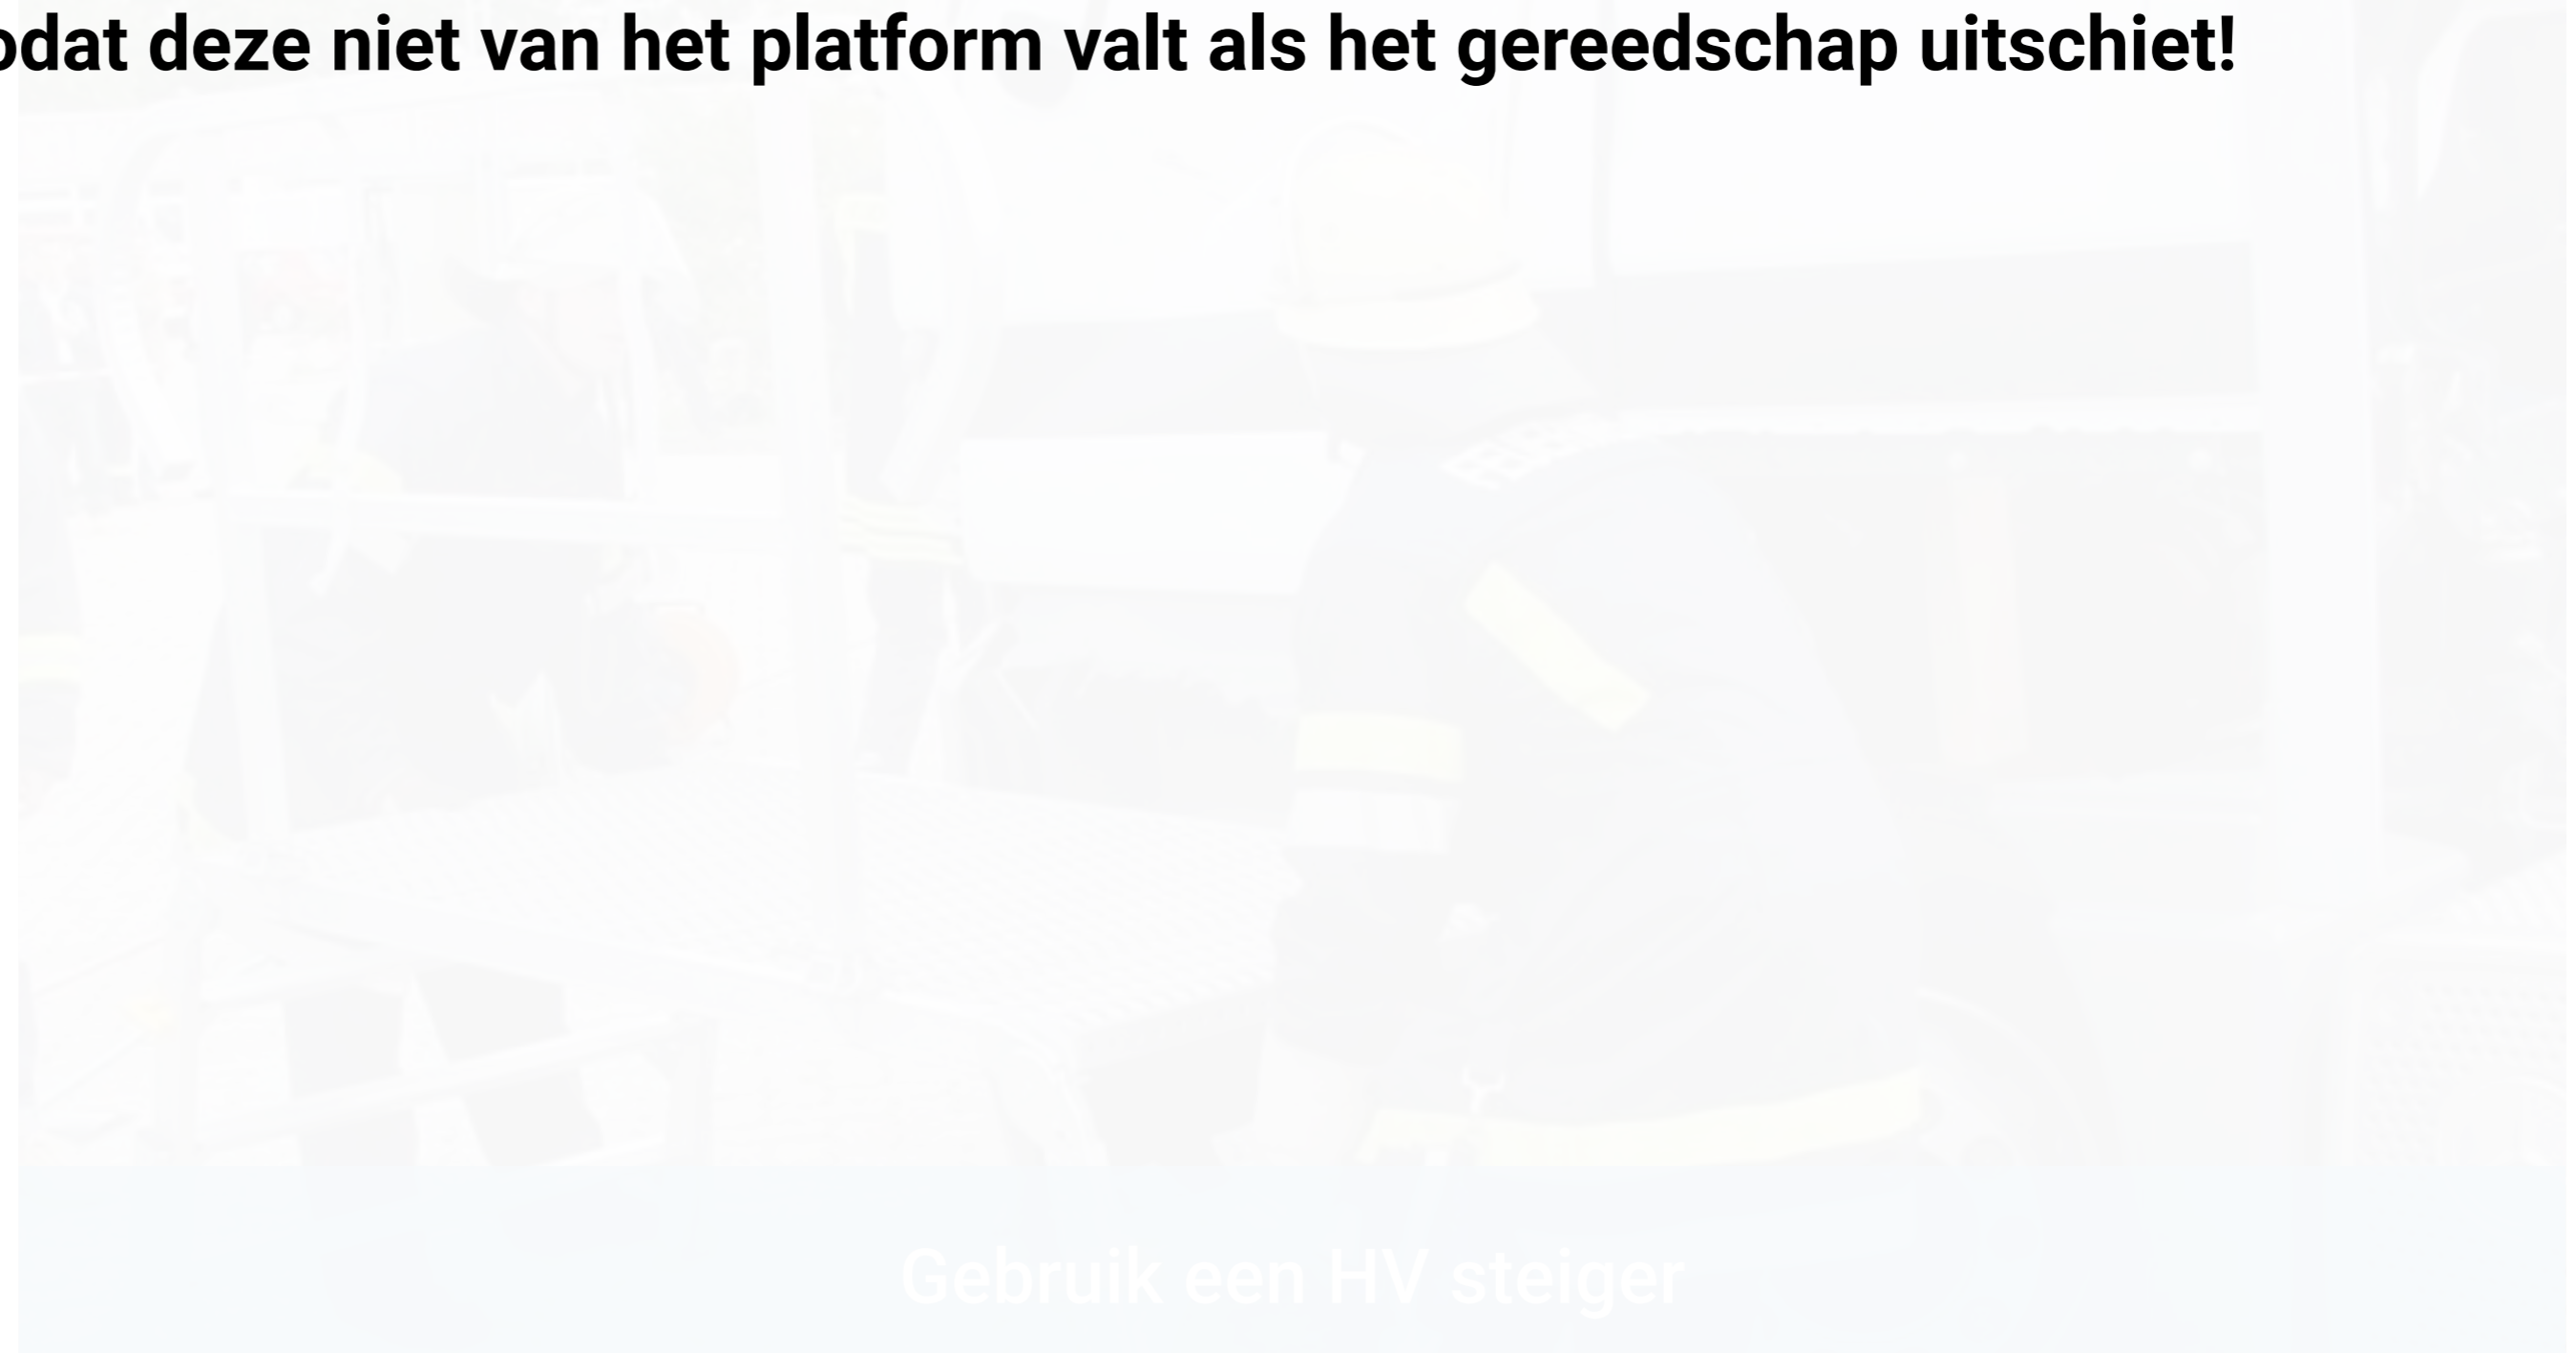 odat deze niet van het platform valt als het gereedschap uitschiet!
Gebruik een HV steiger